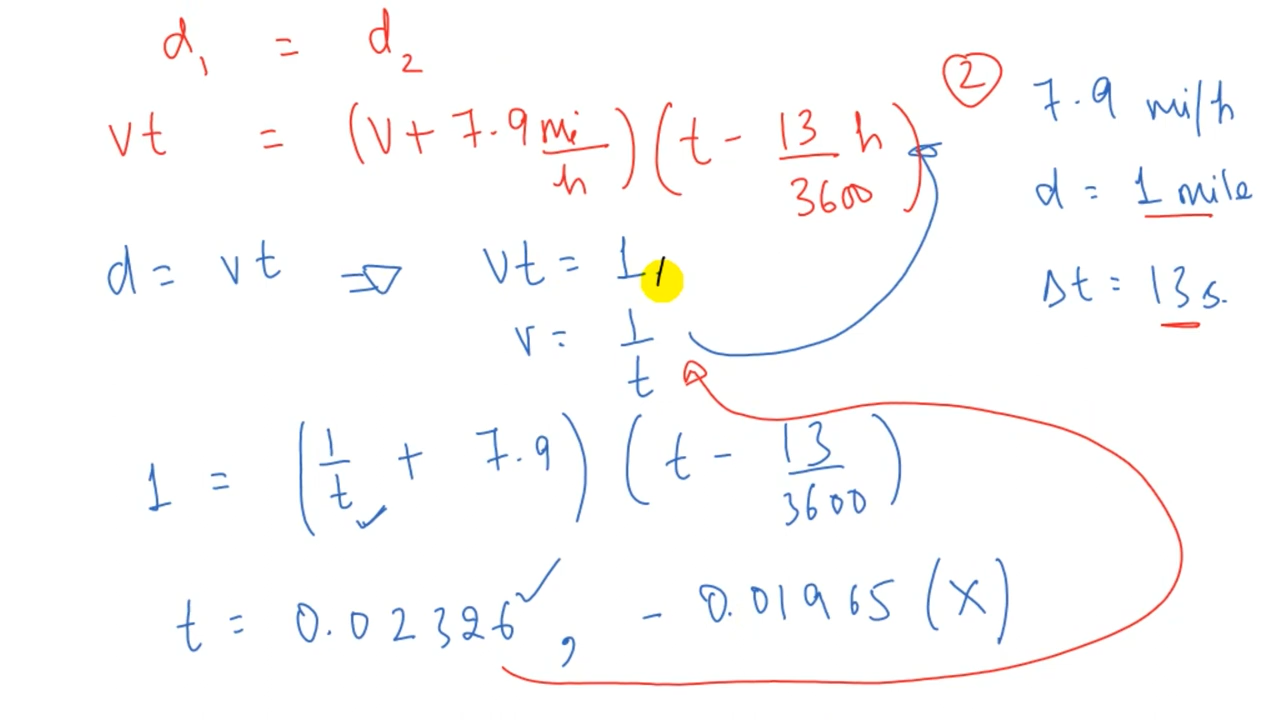 d₁ = d₂
vt = (v + 7.9 mi/h)(t - 13/3600 h)
② 7.9 mi/h
d = 1 mile
Δt = 13 s.
d = vt ⇒ vt = 1
v = 1/t
1 = (1/t + 7.9)(t - 13/3600)
t = 0.02326 ✓, - 0.01965 (X)